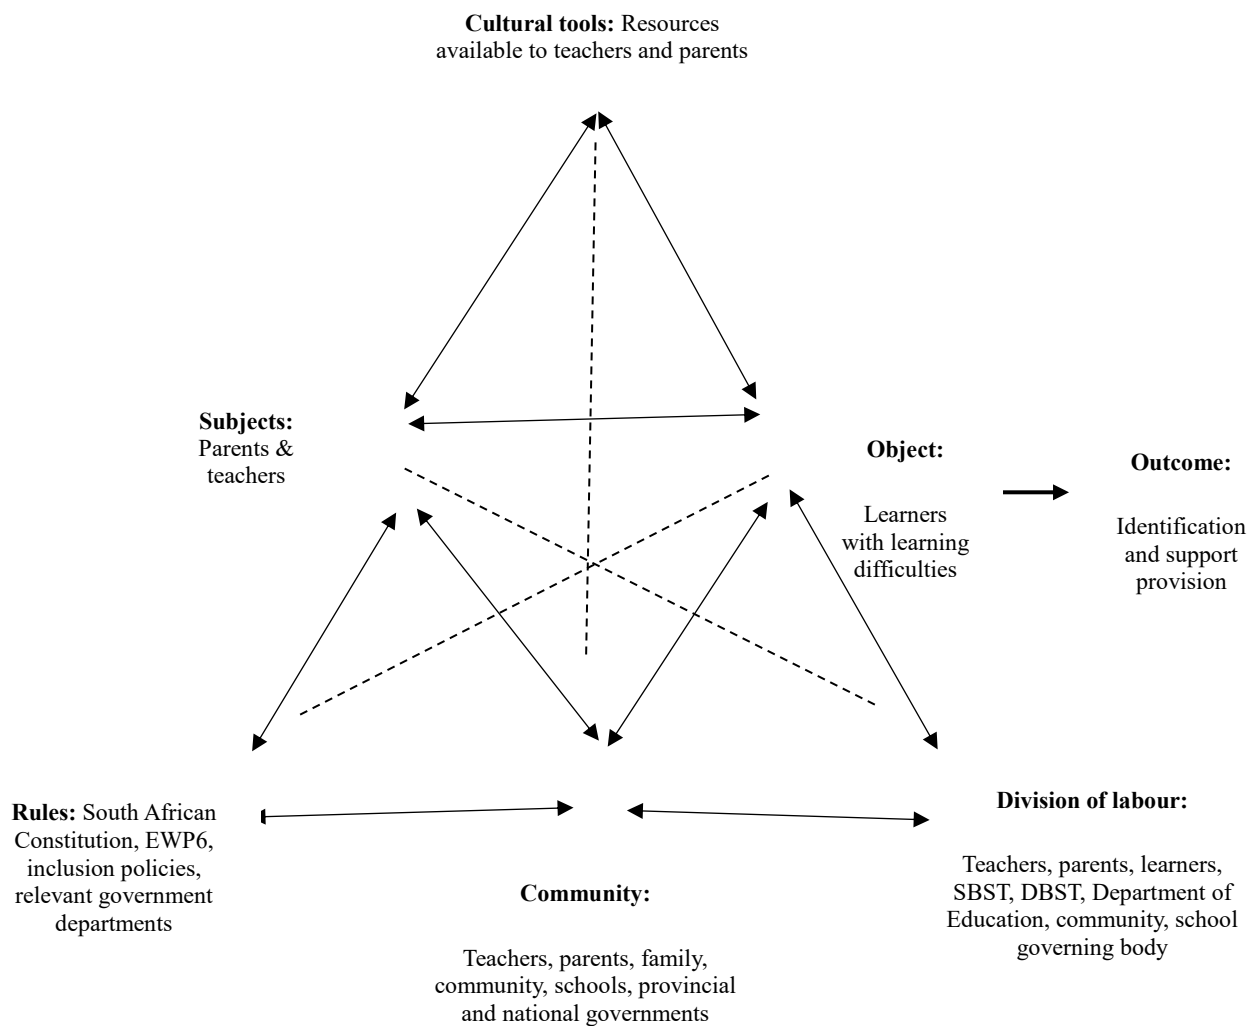 Cultural tools: Resources
available to teachers and parents
Subjects:
Parents &
teachers
Object:
Learners
with learning
difficulties
Outcome:
Identification
and support
provision
Rules: South African
Constitution, EWP6,
inclusion policies,
relevant government
departments
Community:
Teachers, parents, family,
community, schools, provincial
and national governments
Division of labour:
Teachers, parents, learners,
SBST, DBST, Department of
Education, community, school
governing body